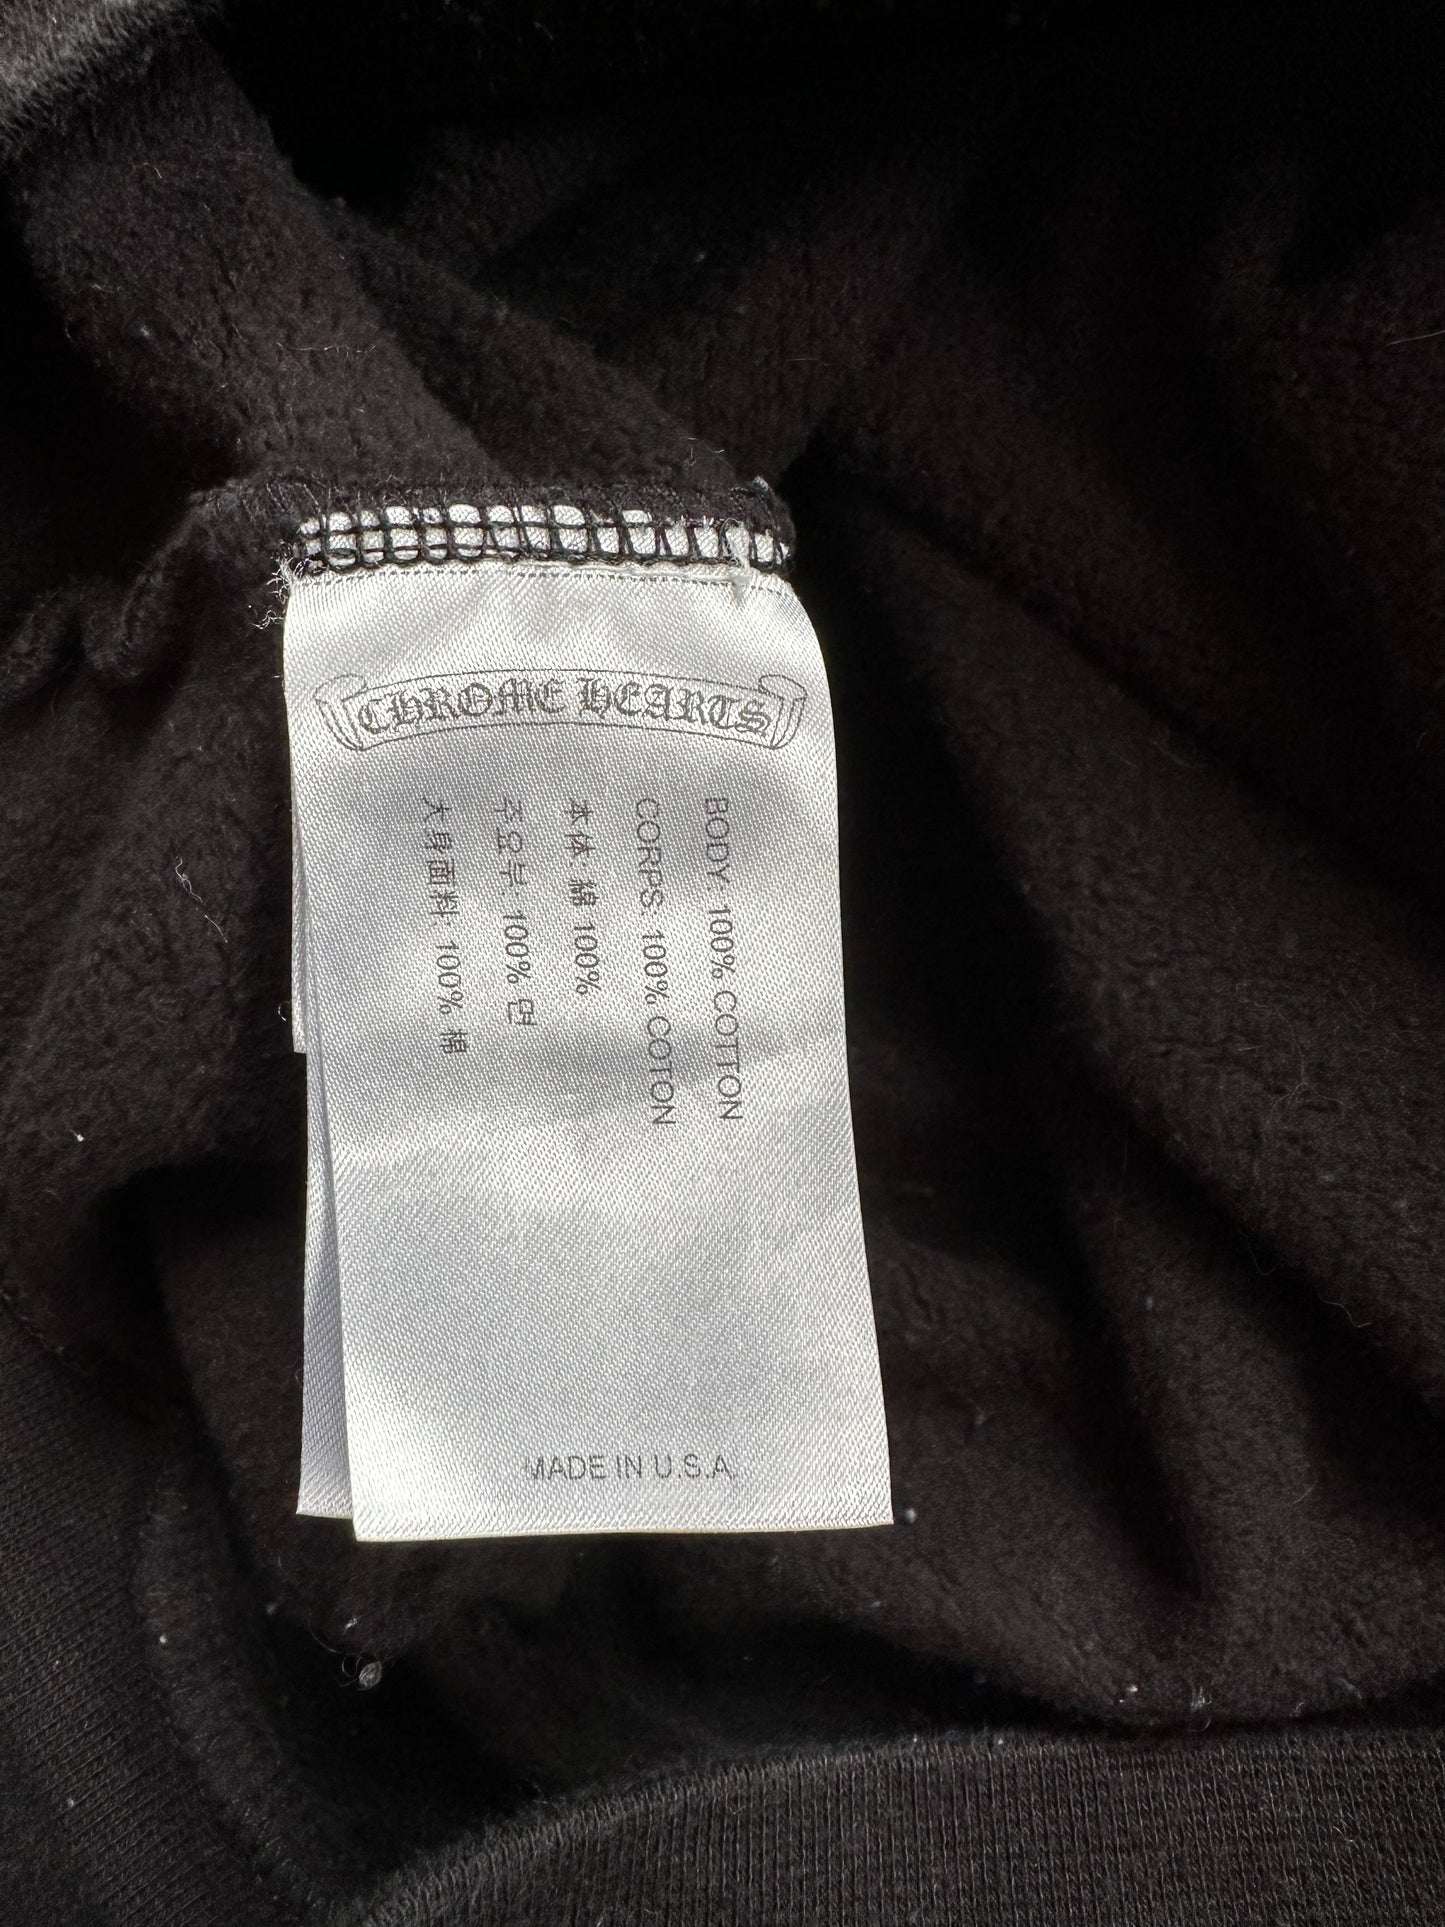 CHROME HEARTS
BODY: 100% COTTON
CORPS: 100% COTON
本体: 綿 100%
주요부: 100% 면
大身面料: 100% 棉
MADE IN U.S.A.